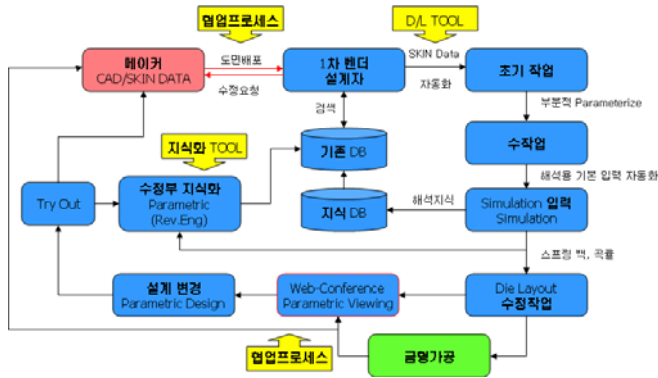 협업프로세스
D/L TOOL
메이커
CAD/SKIN DATA
도면배포
수정요청
1차 벤더
설계자
SKIN Data
자동화
초기 작업
부분적 Parameterize
검색
지식화 TOOL
기존 DB
수작업
해석용 기본 입력 자동화
Try Out
수정부 지식화
Parametric
(Rev.Eng)
지식 DB
해석지식
Simulation 입력
Simulation
스프링 백, 곡률
설계 변경
Parametric Design
Web-Conference
Parametric Viewing
Die Layout
수정작업
협업프로세스
금형가공